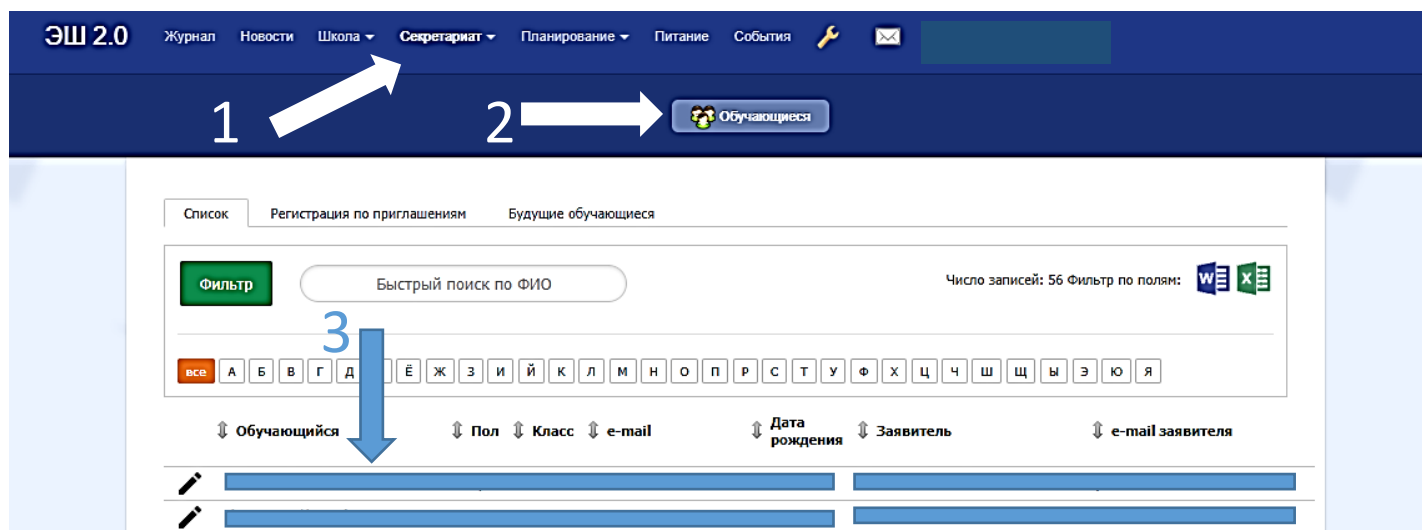 ЭШ 2.0 Журнал Новости Школа Секретариат Планирование Питание События
1 2 Обучающиеся
Список Регистрация по приглашениям Будущие обучающиеся
Фильтр Быстрый поиск по ФИО Число записей: 56 Фильтр по полям: W X
3
все А Б В Г Д Ё Ж З И Й К Л М Н О П Р С Т У Ф Х Ц Ч Ш Щ Ы Э Ю Я
Обучающийся Пол Класс e-mail Дата рождения Заявитель e-mail заявителя